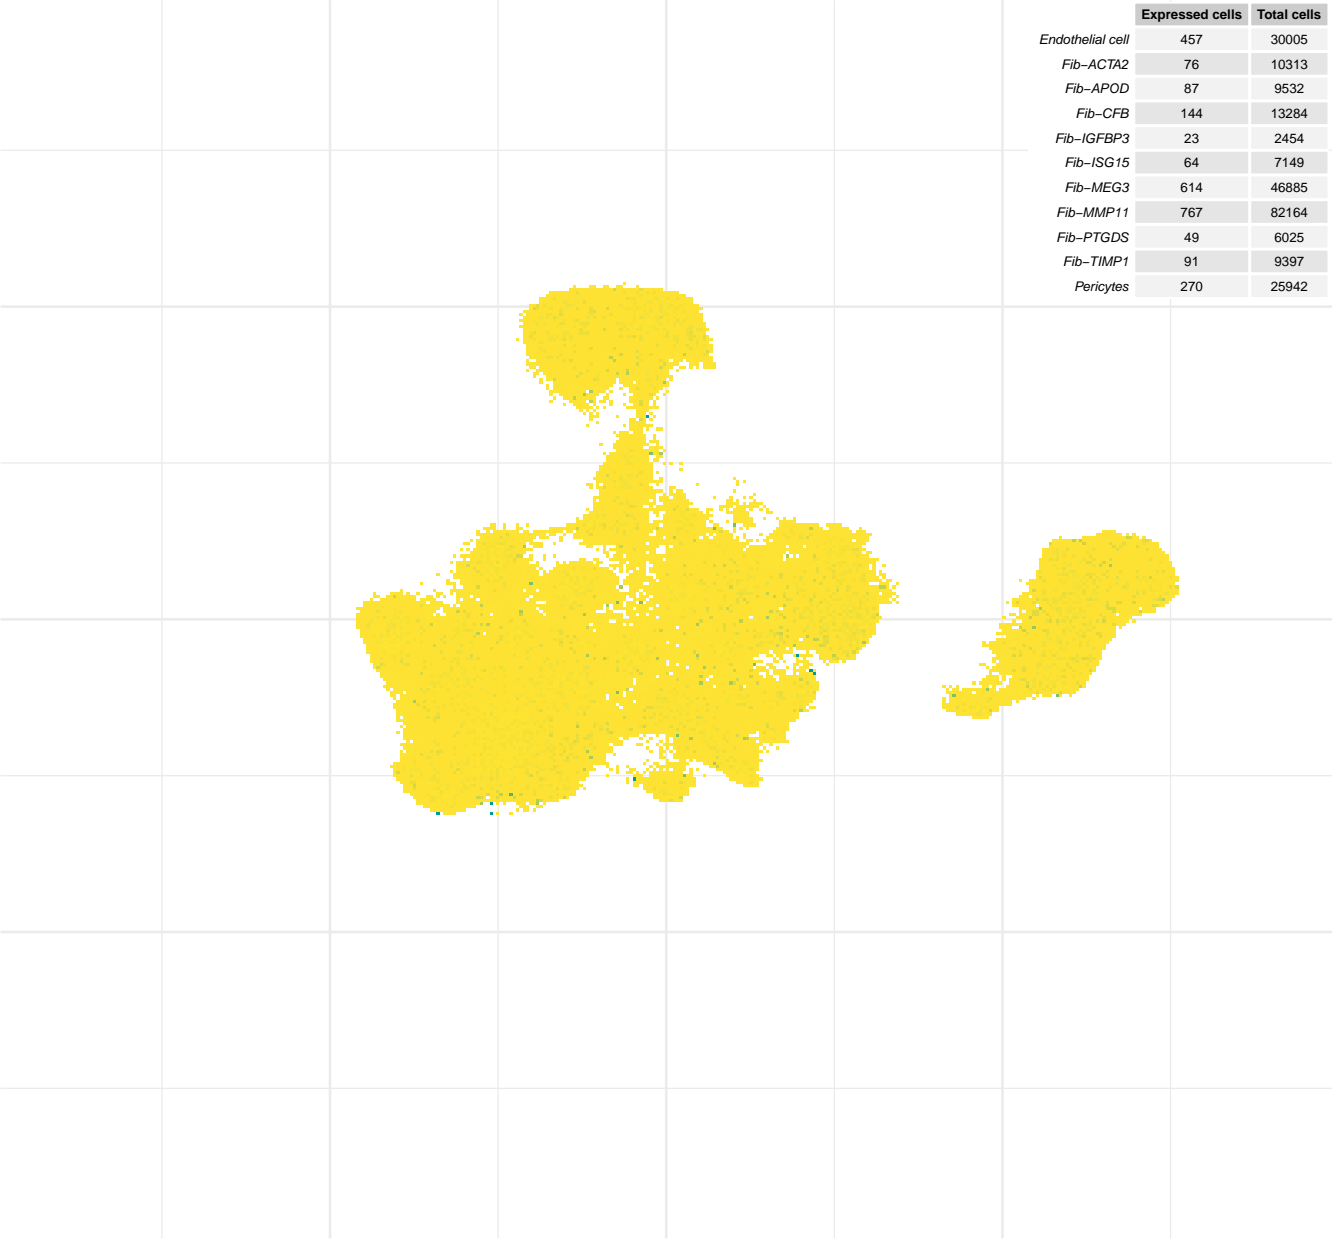 Expressed cells Total cells
Endothelial cell 457 30005
Fib−ACTA2 76 10313
Fib−APOD 87 9532
Fib−CFB 144 13284
Fib−IGFBP3 23 2454
Fib−ISG15 64 7149
Fib−MEG3 614 46885
Fib−MMP11 767 82164
Fib−PTGDS 49 6025
Fib−TIMP1 91 9397
Pericytes 270 25942